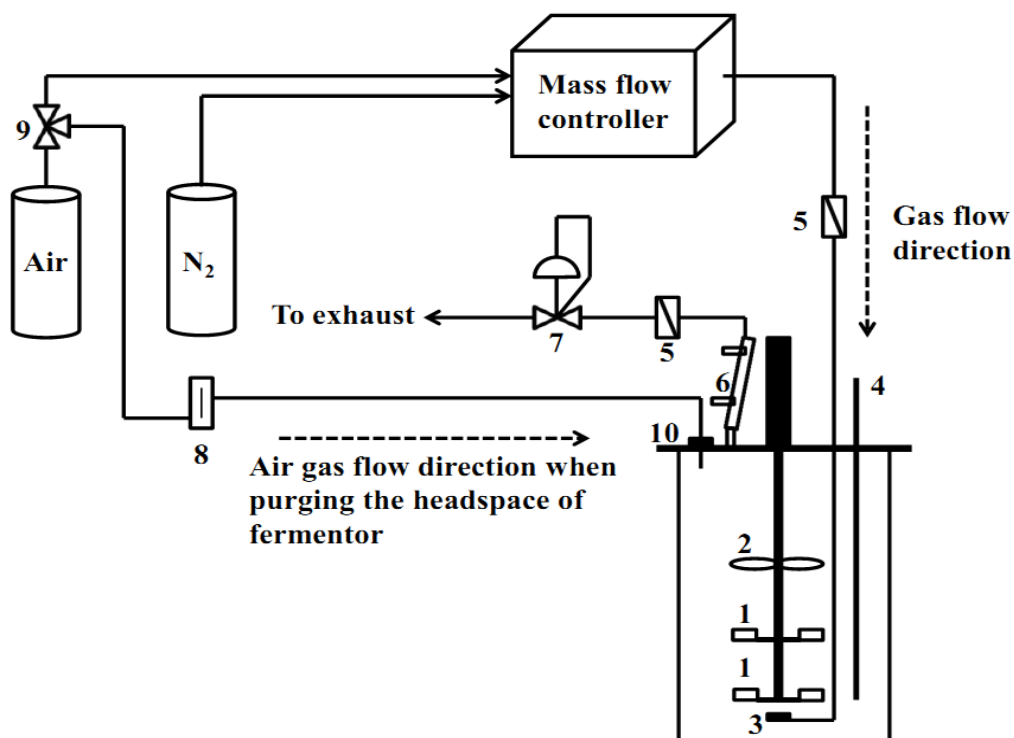 Mass flow
controller
9
5
Gas flow
direction
Air
N₂
To exhaust
7
5
6
4
10
8
Air gas flow direction when
purging the headspace of
fermentor
2
1
1
3